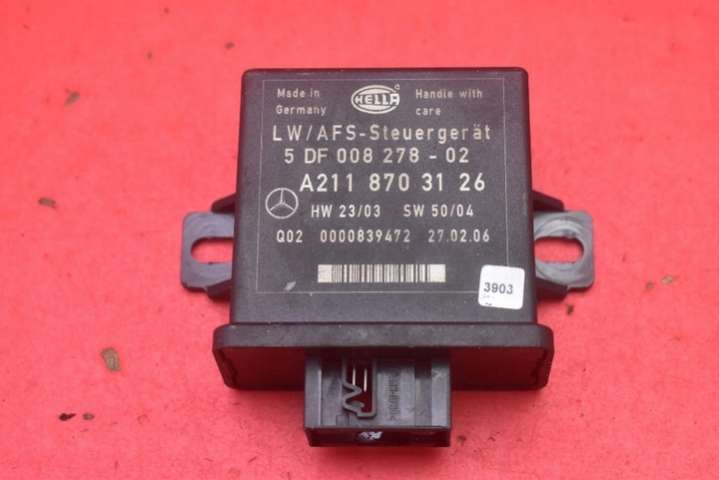 Made in Germany
HELLA
Handle with care
LW/AFS-Steuergerät
5 DF 008 278 - 02
A211 870 31 26
HW 23/03 SW 50/04
Q02 0000839472 27.02.06
3903